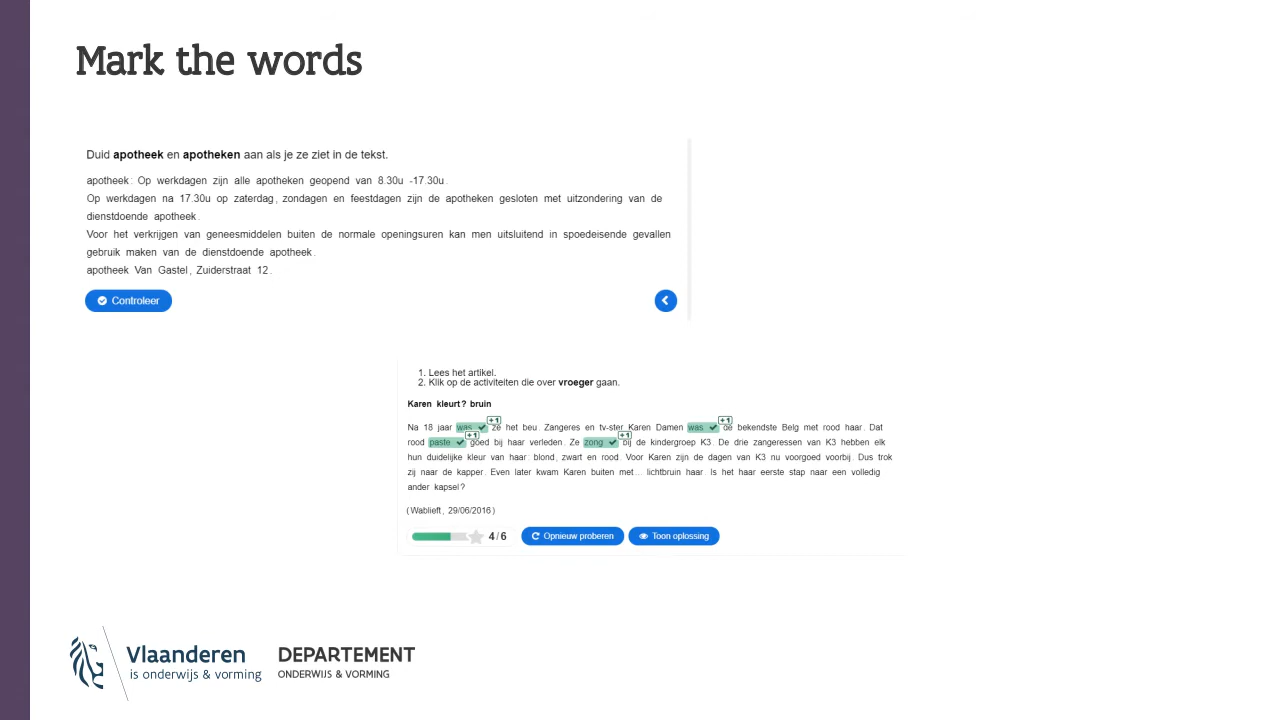 Mark the words
Duid apotheek en apotheken aan als je ze ziet in de tekst.
apotheek: Op werkdagen zijn alle apotheken geopend van 8.30u -17.30u.
Op werkdagen na 17.30u op zaterdag, zondagen en feestdagen zijn de apotheken gesloten met uitzondering van de
dienstdoende apotheek.
Voor het verkrijgen van geneesmiddelen buiten de normale openingsuren kan men uitsluitend in spoedeisende gevallen
gebruik maken van de dienstdoende apotheek.
apotheek Van Gastel, Zuiderstraat 12.
Controleer
1. Lees het artikel.
2. Klik op de activiteiten die over vroeger gaan.
Karen kleurt? bruin
Na 18 jaar was +1 ze het beu. Zangeres en tv-ster Karen Damen was +1 de bekendste Belg met rood haar. Dat
rood paste +1 goed bij haar verleden. Ze zong +1 bij de kindergroep K3. De drie zangeressen van K3 hebben elk
hun duidelijke kleur van haar: blond, zwart en rood. Voor Karen zijn de dagen van K3 nu voorgoed voorbij. Dus trok
zij naar de kapper. Even later kwam Karen buiten met... lichtbruin haar. Is het haar eerste stap naar een volledig
ander kapsel?
(Wablieft, 29/06/2016)
4/6 Opnieuw proberen Toon oplossing
Vlaanderen
is onderwijs & vorming
DEPARTEMENT
ONDERWIJS & VORMING